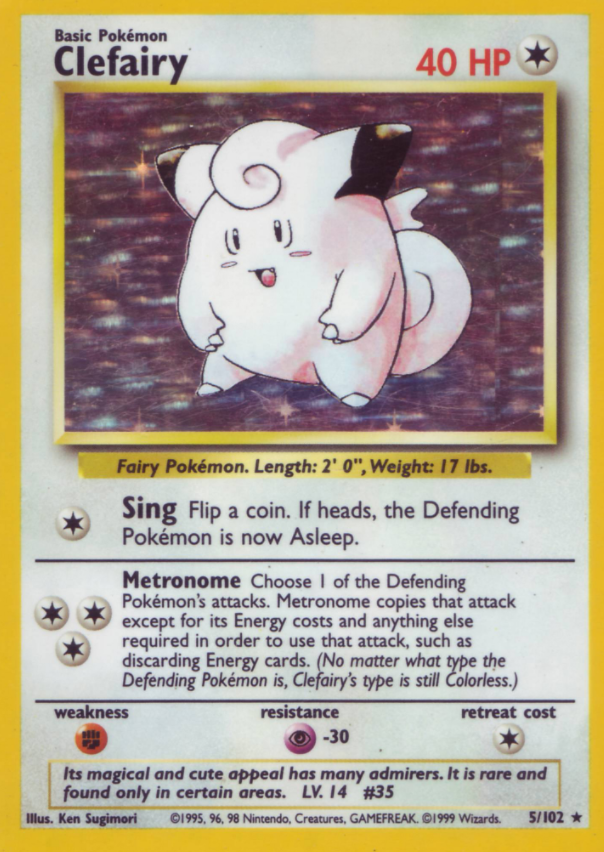 Basic Pokémon
Clefairy
40 HP
Fairy Pokémon. Length: 2' 0", Weight: 17 lbs.
Sing Flip a coin. If heads, the Defending
Pokémon is now Asleep.
Metronome Choose 1 of the Defending
Pokémon's attacks. Metronome copies that attack
except for its Energy costs and anything else
required in order to use that attack, such as
discarding Energy cards. (No matter what type the
Defending Pokémon is, Clefairy's type is still Colorless.)
weakness resistance retreat cost
-30
Its magical and cute appeal has many admirers. It is rare and
found only in certain areas. LV. 14 #35
Illus. Ken Sugimori ©1995, 96, 98 Nintendo, Creatures, GAMEFREAK. ©1999 Wizards. 5/102 ★